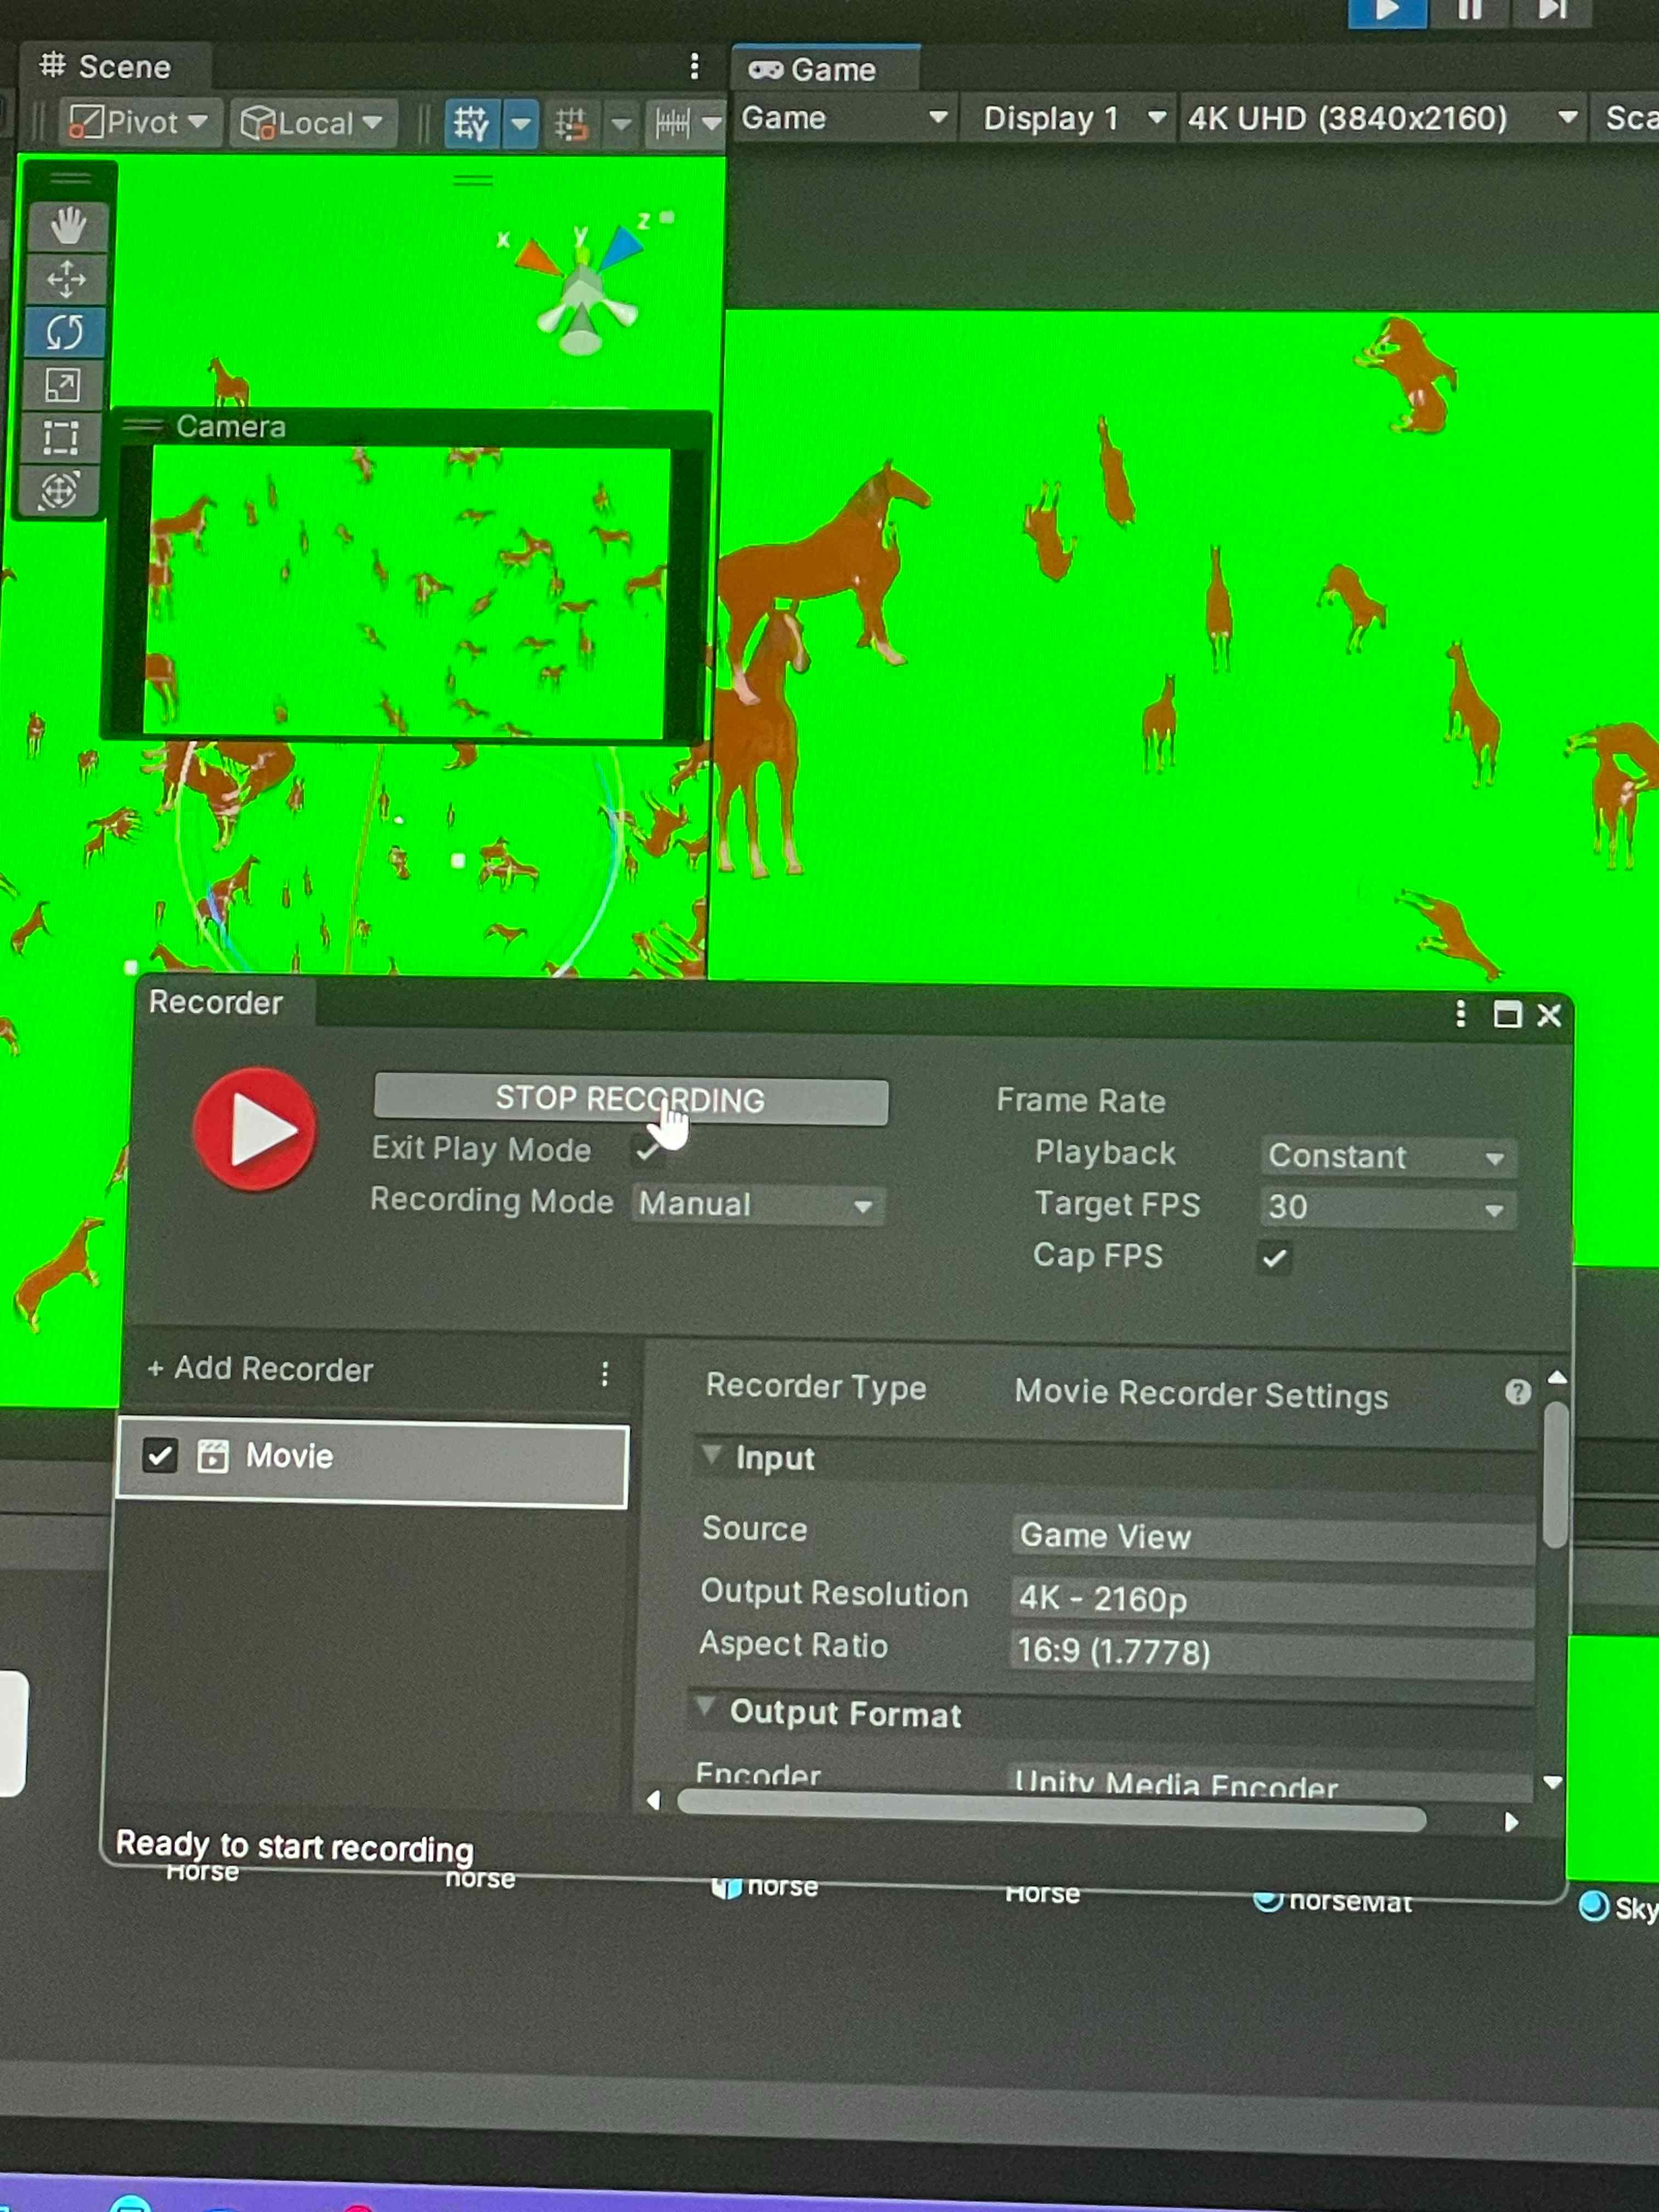 Scene
Game
Pivot
Local
Game
Display 1
4K UHD (3840x2160)
x
y
z
Camera
Recorder
STOP RECORDING
Exit Play Mode
Recording Mode
Manual
Frame Rate
Playback
Constant
Target FPS
30
Cap FPS
+ Add Recorder
Movie
Recorder Type
Movie Recorder Settings
Input
Source
Game View
Output Resolution
4K - 2160p
Aspect Ratio
16:9 (1.7778)
Output Format
Encoder
Unity Media Encoder
Ready to start recording
Horse
horse
horse
Horse
horseMat